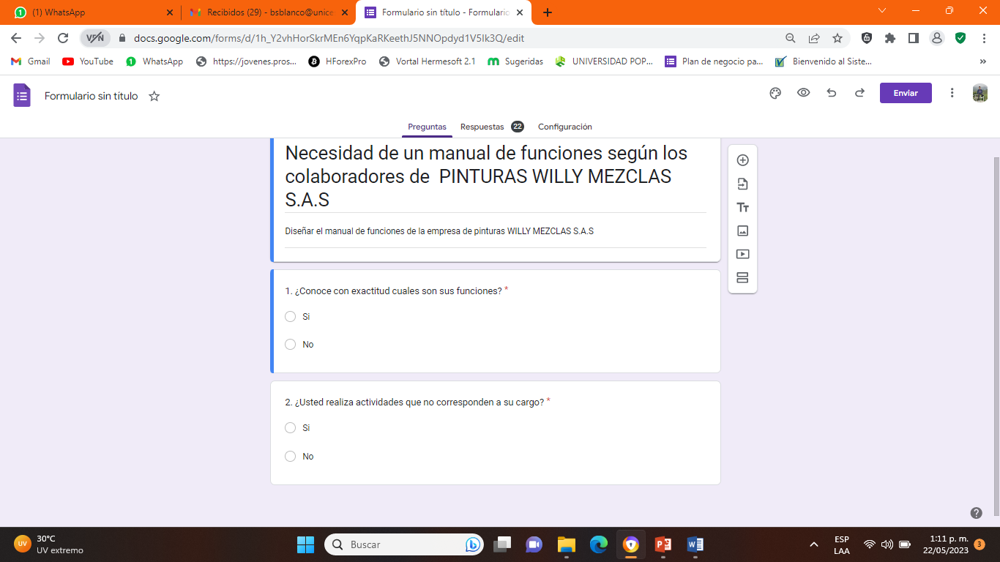 (1) WhatsApp
Recibidos (29) - bsblanco@unice
Formulario sin título - Formulario
VPN
docs.google.com/forms/d/1h_Y2vhHorSkrMEn6YqpKaRKeethJ5NNOpdyd1V5Ik3Q/edit
Gmail
YouTube
WhatsApp
https://jovenes.pros...
HForexPro
Vortal Hermesoft 2.1
Sugeridas
UNIVERSIDAD POP...
Plan de negocio pa...
Bienvenido al Siste...
Formulario sin título
Enviar
Preguntas
Respuestas 22
Configuración
Necesidad de un manual de funciones según los
colaboradores de PINTURAS WILLY MEZCLAS
S.A.S
Diseñar el manual de funciones de la empresa de pinturas WILLY MEZCLAS S.A.S
1. ¿Conoce con exactitud cuales son sus funciones? *
Si
No
2. ¿Usted realiza actividades que no corresponden a su cargo? *
Si
No
UV
30°C
UV extremo
Buscar
ESP
LAA
1:11 p. m.
22/05/2023
3